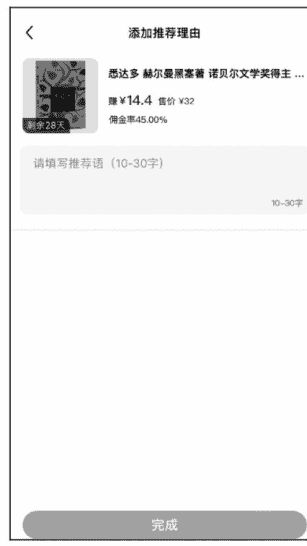 添加推荐理由
悉达多 赫尔曼黑塞著 诺贝尔文学奖得主 ...
赚 ¥14.4 售价 ¥32
佣金率45.00%
剩余28天
请填写推荐语（10-30字）
10-30字
完成